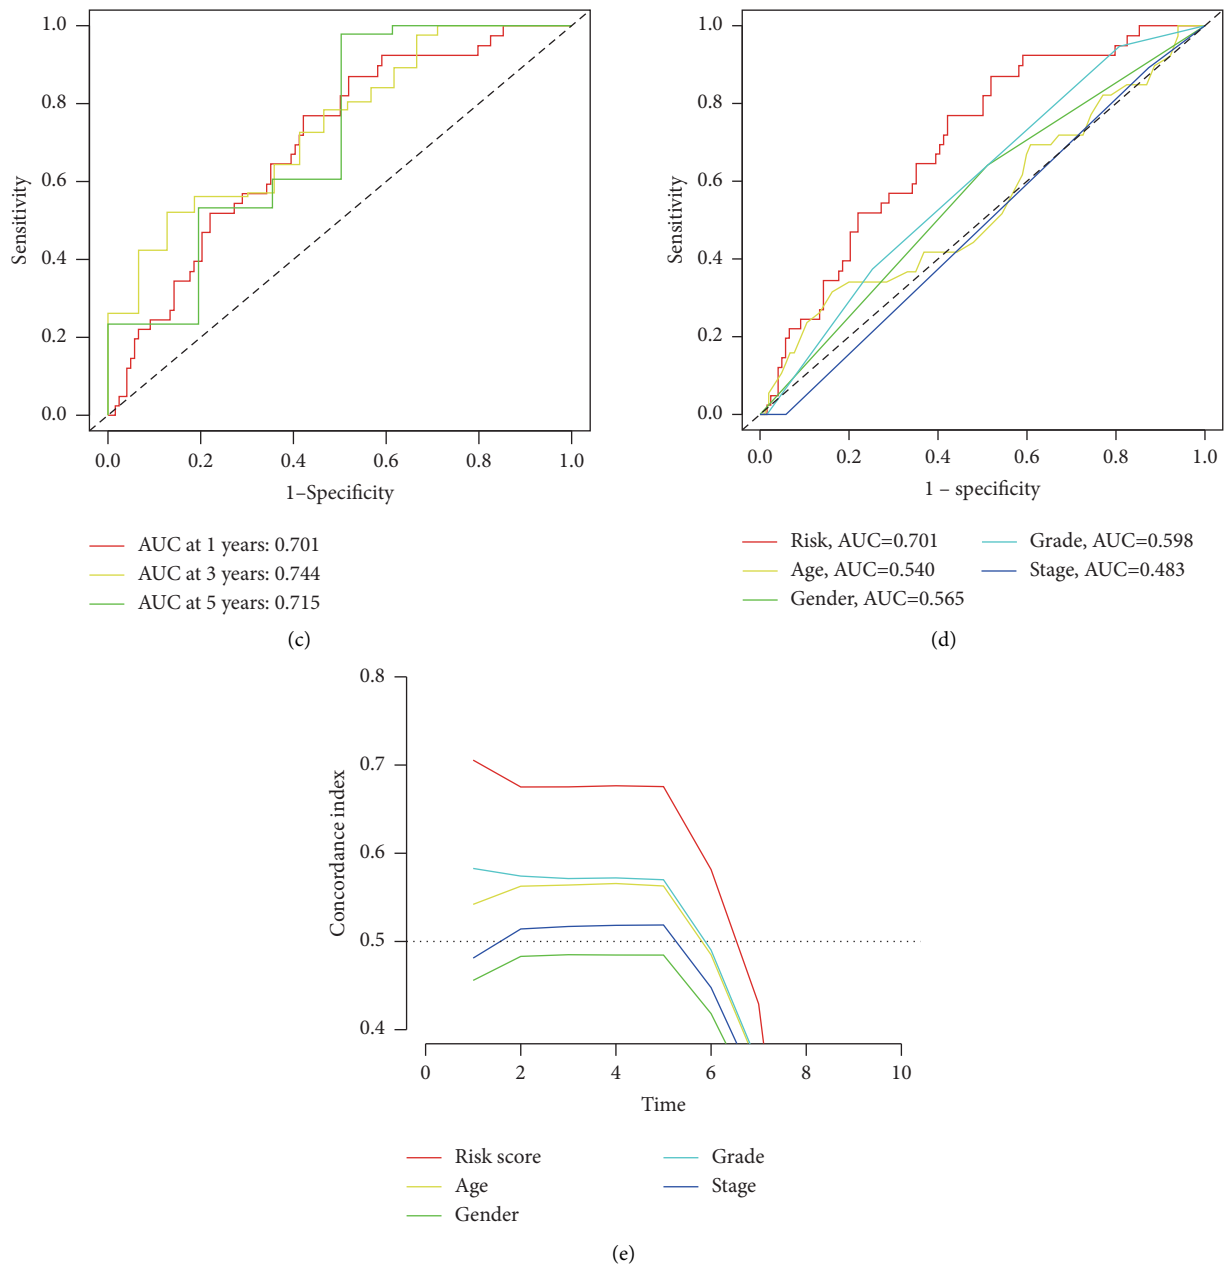 1.0
0.8
0.6
0.4
0.2
0.0
Sensitivity
0.0 0.2 0.4 0.6 0.8 1.0
1–Specificity
AUC at 1 years: 0.701
AUC at 3 years: 0.744
AUC at 5 years: 0.715
(c)
1.0
0.8
0.6
0.4
0.2
0.0
Sensitivity
0.0 0.2 0.4 0.6 0.8 1.0
1 – specificity
Risk, AUC=0.701
Age, AUC=0.540
Gender, AUC=0.565
Grade, AUC=0.598
Stage, AUC=0.483
(d)
0.8
0.7
0.6
0.5
0.4
Concordance index
0 2 4 6 8 10
Time
Risk score
Age
Gender
Grade
Stage
(e)